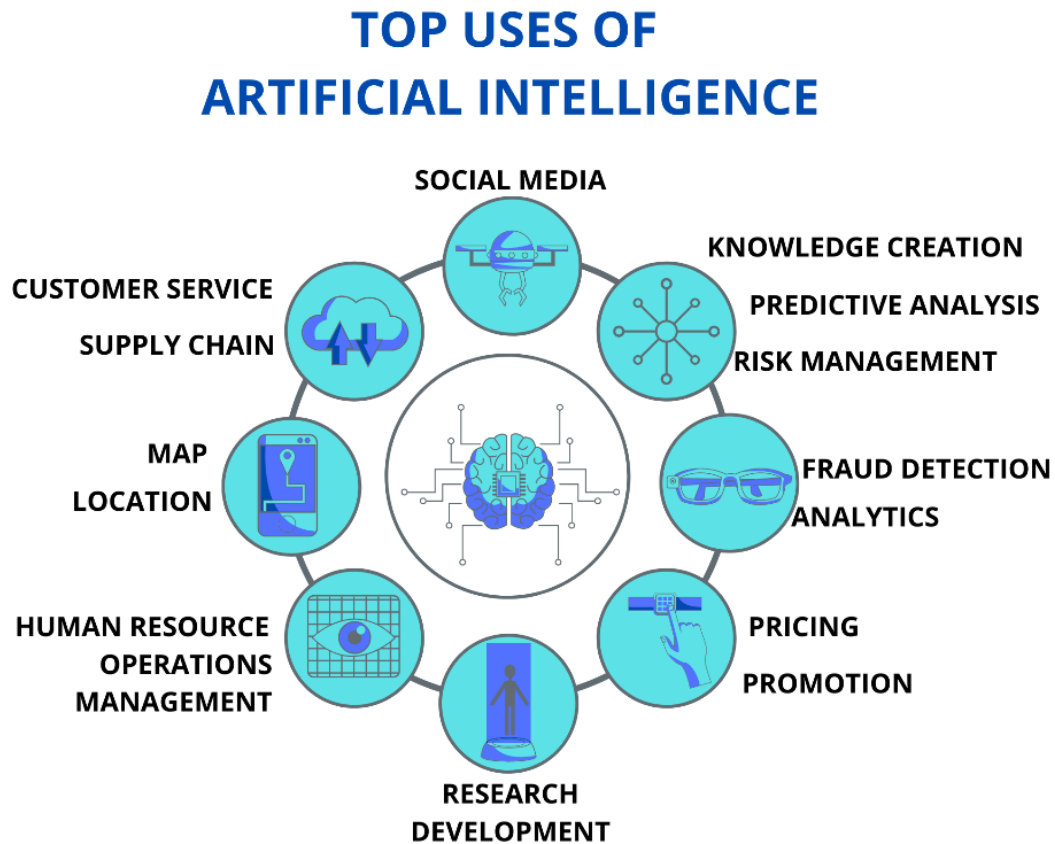 TOP USES OF
ARTIFICIAL INTELLIGENCE
SOCIAL MEDIA
KNOWLEDGE CREATION
PREDICTIVE ANALYSIS
RISK MANAGEMENT
FRAUD DETECTION
ANALYTICS
PRICING
PROMOTION
RESEARCH
DEVELOPMENT
HUMAN RESOURCE
OPERATIONS
MANAGEMENT
MAP
LOCATION
CUSTOMER SERVICE
SUPPLY CHAIN